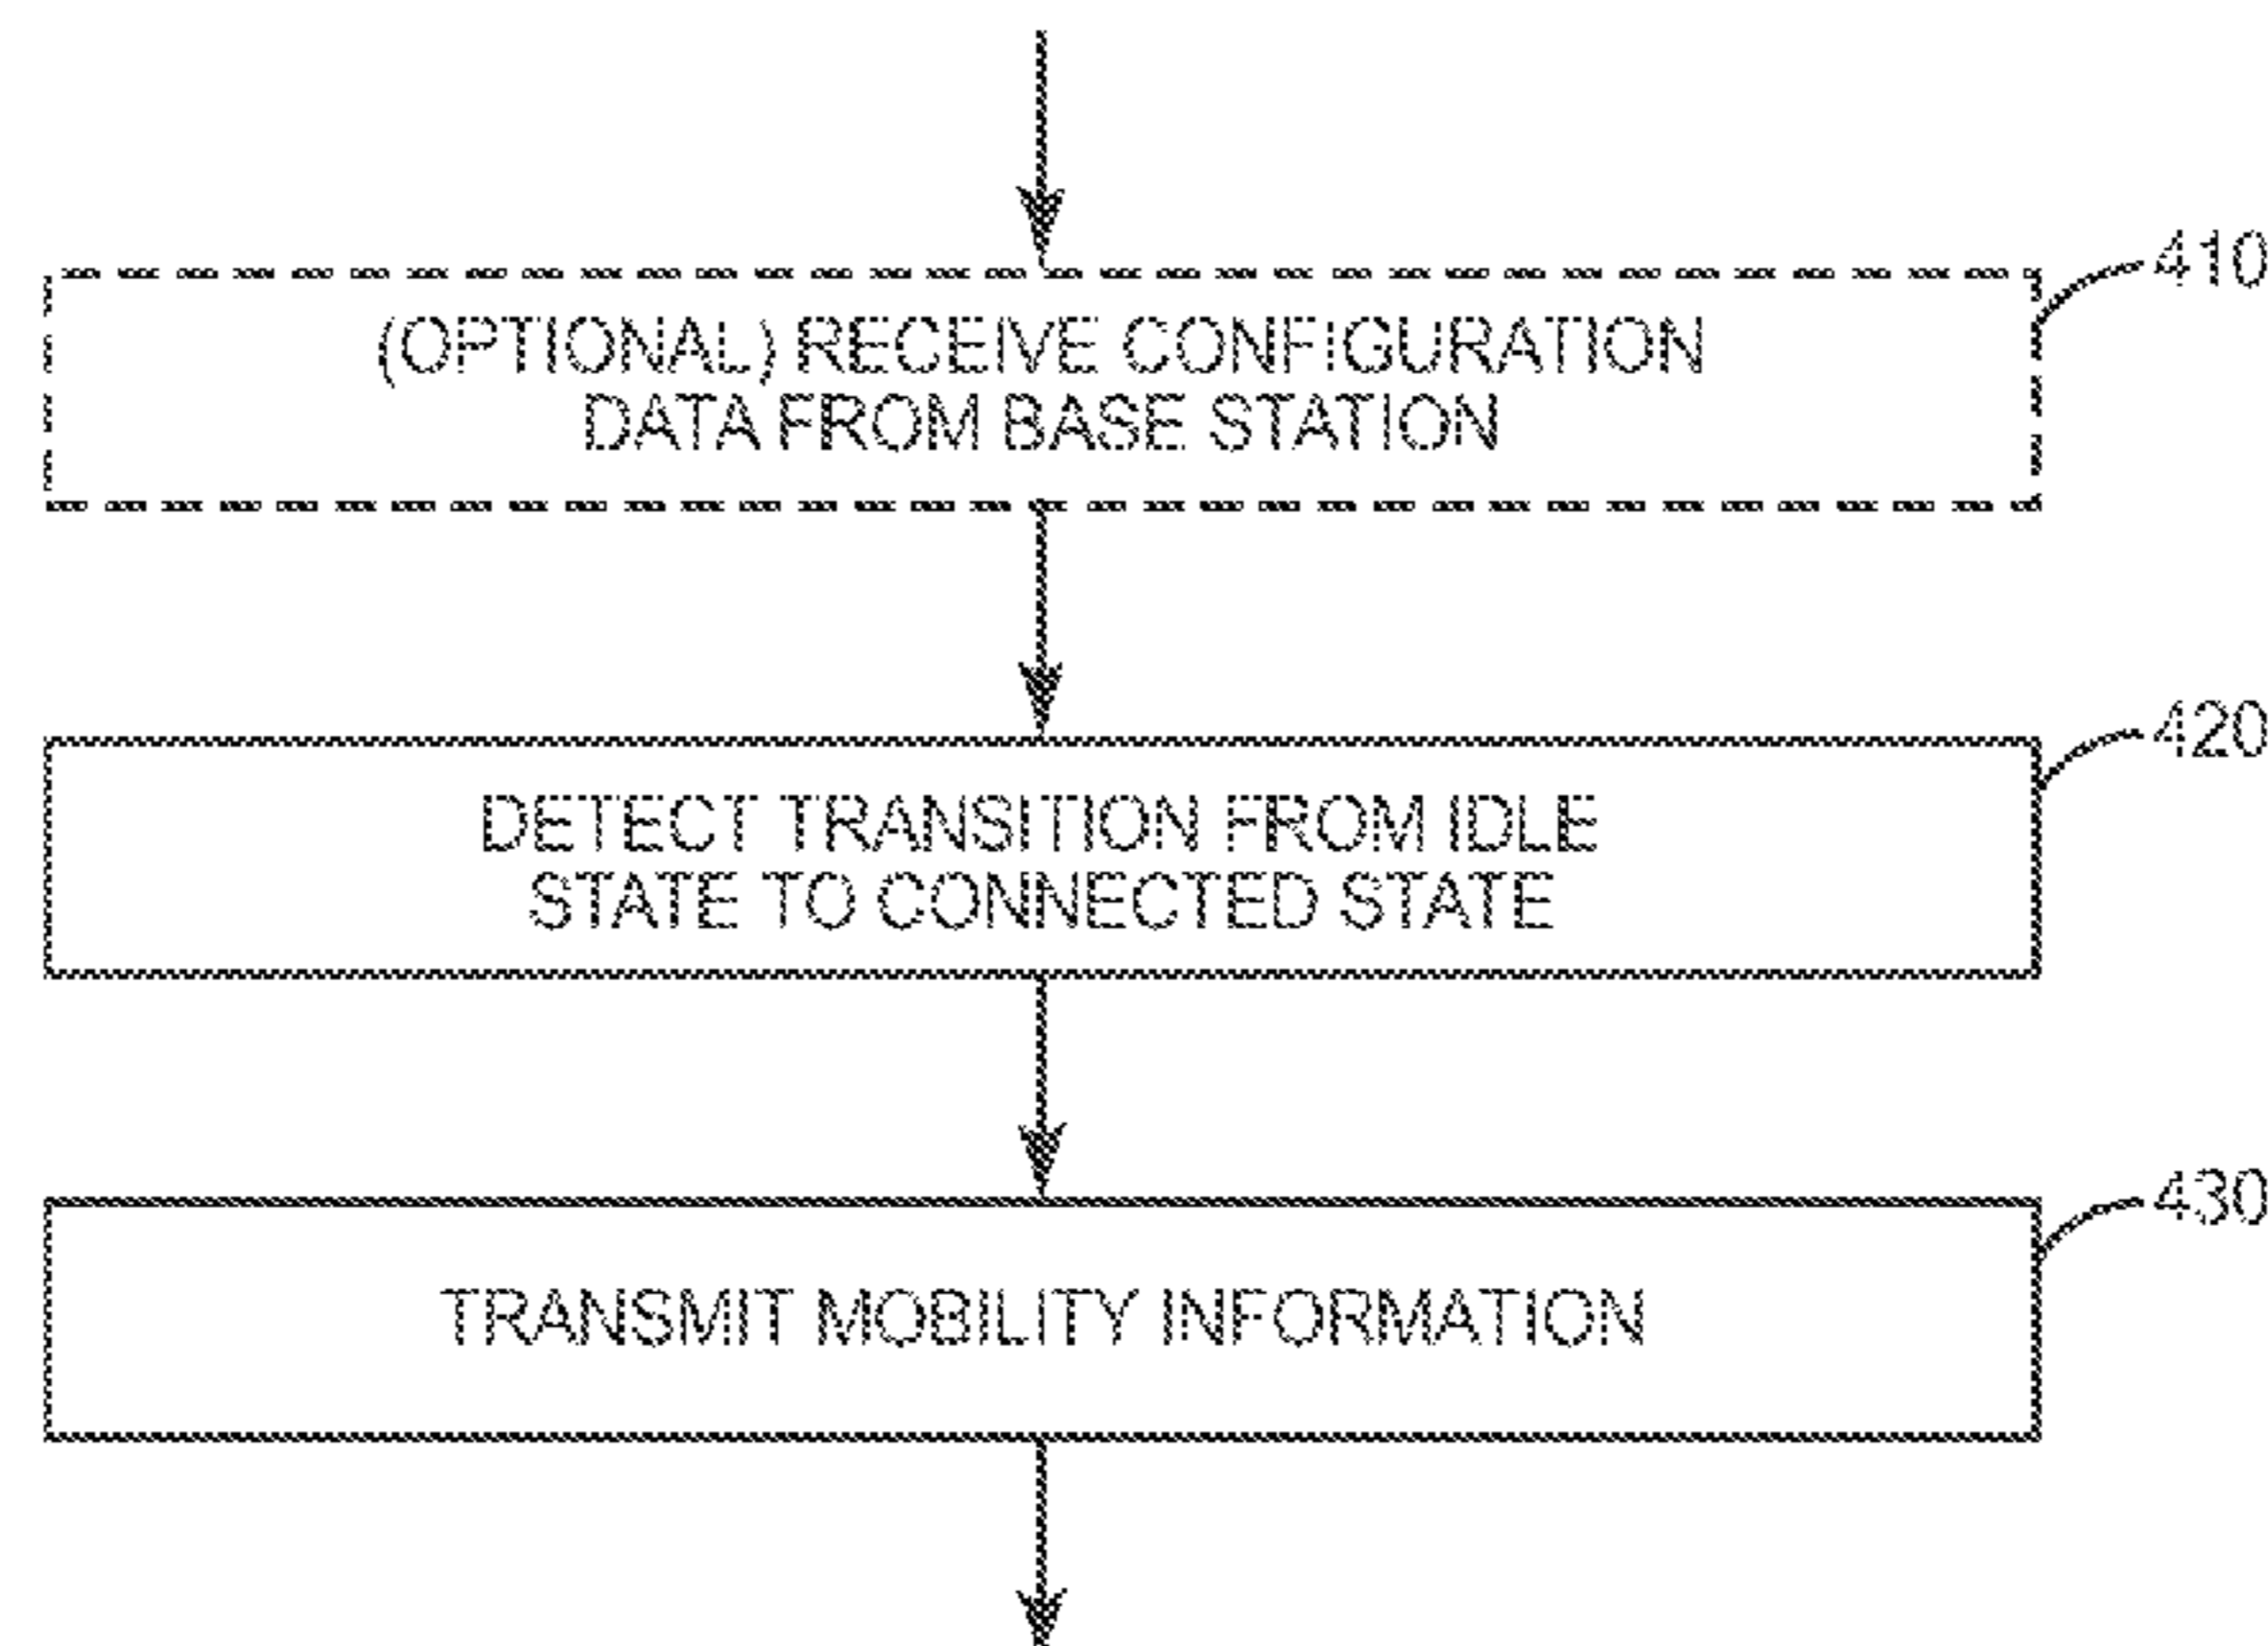 410
(OPTIONAL) RECEIVE CONFIGURATION
DATA FROM BASE STATION
420
DETECT TRANSITION FROM IDLE
STATE TO CONNECTED STATE
430
TRANSMIT MOBILITY INFORMATION